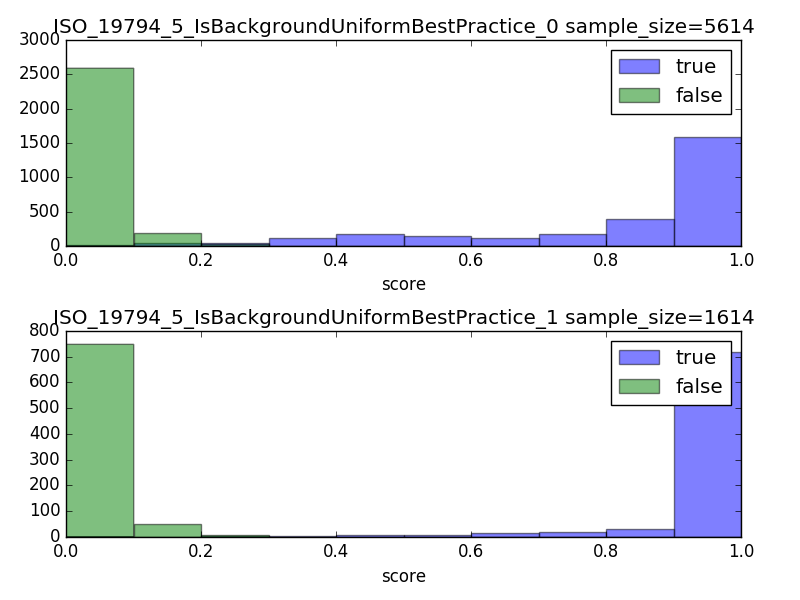 ISO_19794_5_IsBackgroundUniformBestPractice_0 sample_size=5614
3000
2500
2000
1500
1000
500
0
true
false
0.0 0.2 0.4 0.6 0.8 1.0
score
ISO_19794_5_IsBackgroundUniformBestPractice_1 sample_size=1614
800
700
600
500
400
300
200
100
0
true
false
0.0 0.2 0.4 0.6 0.8 1.0
score